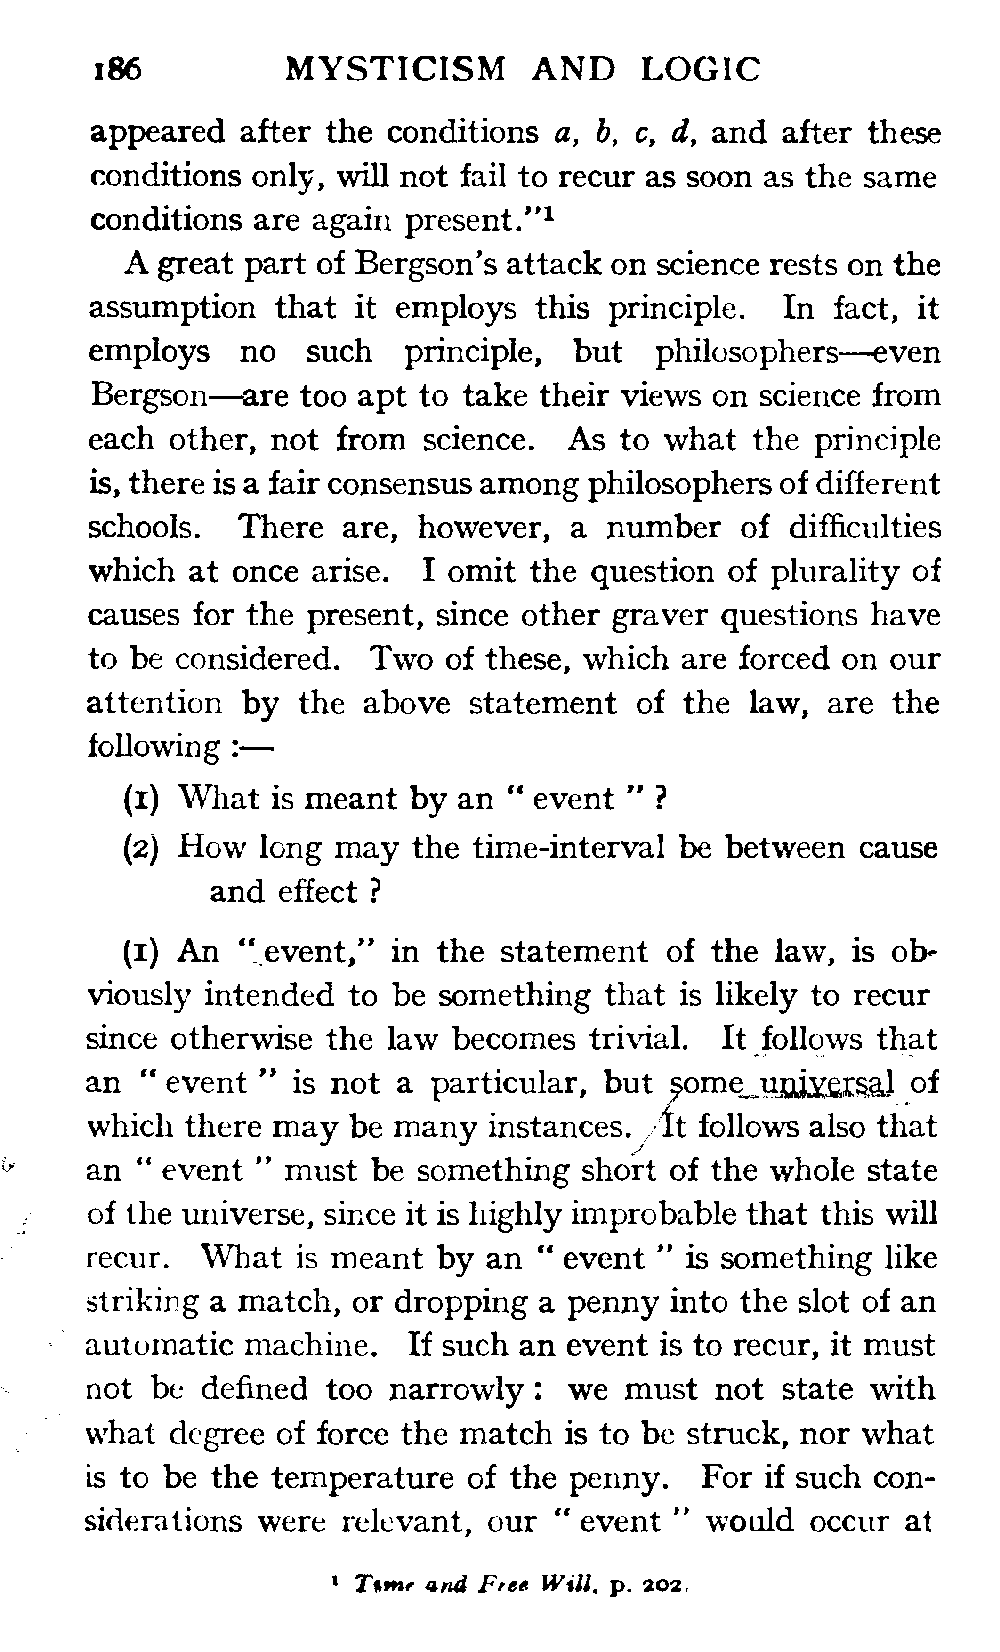 186 MYSTICISM AND LOGIC
appeared after the conditions a, b, c, d, and after these
conditions only, will not fail to recur as soon as the same
conditions are again present."¹
A great part of Bergson's attack on science rests on the
assumption that it employs this principle. In fact, it
employs no such principle, but philosophers—even
Bergson—are too apt to take their views on science from
each other, not from science. As to what the principle
is, there is a fair consensus among philosophers of different
schools. There are, however, a number of difficulties
which at once arise. I omit the question of plurality of
causes for the present, since other graver questions have
to be considered. Two of these, which are forced on our
attention by the above statement of the law, are the
following :—
(1) What is meant by an " event " ?
(2) How long may the time-interval be between cause
and effect ?
(1) An " event," in the statement of the law, is ob-
viously intended to be something that is likely to recur
since otherwise the law becomes trivial. It follows that
an " event " is not a particular, but some universal of
which there may be many instances. It follows also that
an " event " must be something short of the whole state
of the universe, since it is highly improbable that this will
recur. What is meant by an " event " is something like
striking a match, or dropping a penny into the slot of an
automatic machine. If such an event is to recur, it must
not be defined too narrowly : we must not state with
what degree of force the match is to be struck, nor what
is to be the temperature of the penny. For if such con-
siderations were relevant, our " event " would occur at
¹ Time and Free Will, p. 202.